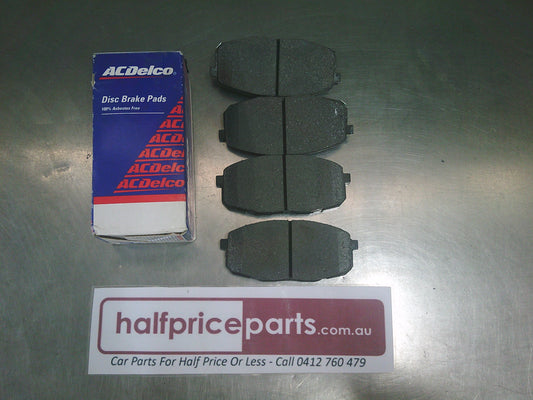 ACDelco
Disc Brake Pads
100% Asbestos Free
ACDelco
ACDelco
ACDelco
ACDelco
ACDelco
halfpriceparts.com.au
Car Parts For Half Price Or Less - Call 0412 760 479